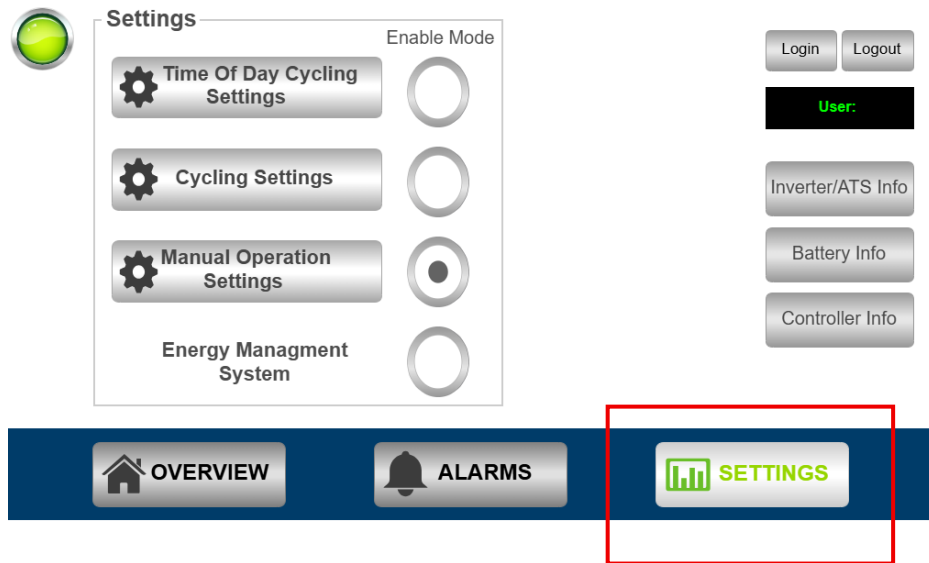 Settings
Enable Mode
Time Of Day Cycling
Settings
Cycling Settings
Manual Operation
Settings
Energy Managment
System
Login
Logout
User:
Inverter/ATS Info
Battery Info
Controller Info
OVERVIEW
ALARMS
SETTINGS